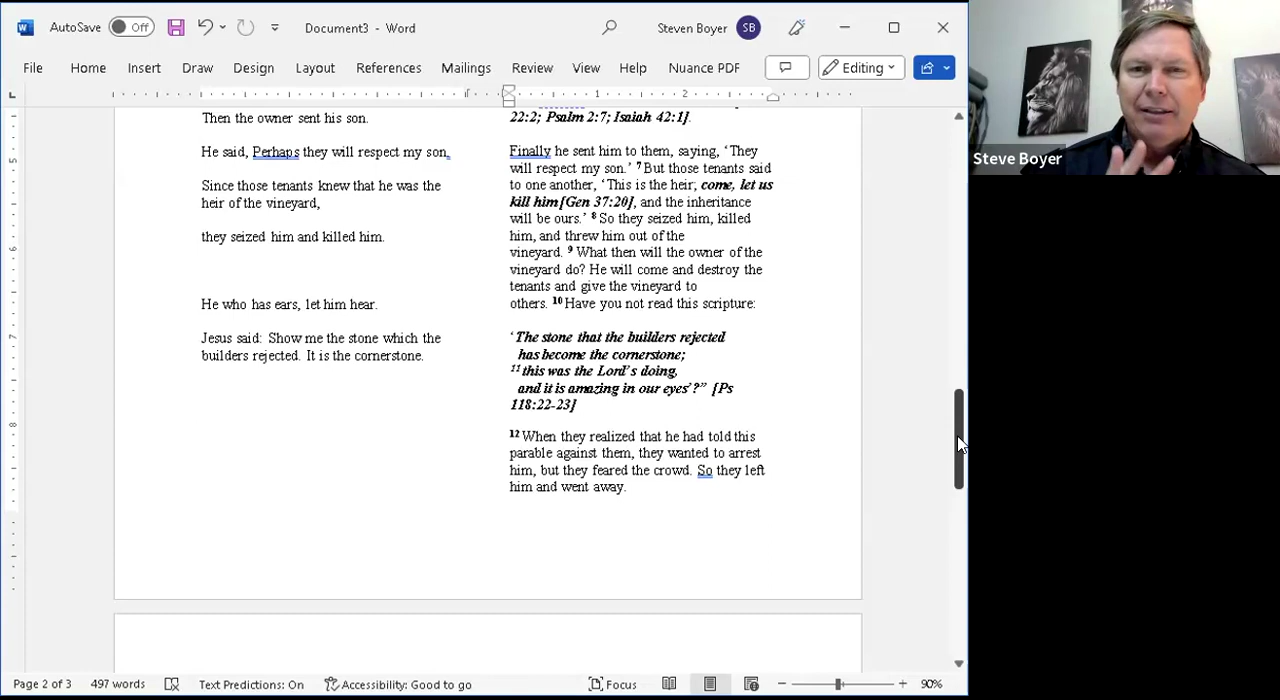 AutoSave Off Document3 - Word Steven Boyer SB
File Home Insert Draw Design Layout References Mailings Review View Help Nuance PDF Editing
1 2
Then the owner sent his son.
He said, Perhaps they will respect my son.
Since those tenants knew that he was the
heir of the vineyard,
they seized him and killed him.
He who has ears, let him hear.
Jesus said: Show me the stone which the
builders rejected. It is the cornerstone.
22:2; Psalm 2:7; Isaiah 42:1].
Finally he sent him to them, saying, ‘They
will respect my son.’ 7 But those tenants said
to one another, ‘This is the heir; come, let us
kill him[Gen 37:20], and the inheritance
will be ours.’ 8 So they seized him, killed
him, and threw him out of the
vineyard. 9 What then will the owner of the
vineyard do? He will come and destroy the
tenants and give the vineyard to
others. 10 Have you not read this scripture:
‘The stone that the builders rejected
has become the cornerstone;
11 this was the Lord’s doing,
and it is amazing in our eyes’?” [Ps
118:22-23]
12 When they realized that he had told this
parable against them, they wanted to arrest
him, but they feared the crowd. So they left
him and went away.
5
6
7
8
Page 2 of 3 497 words Text Predictions: On Accessibility: Good to go Focus 90%
Steve Boyer